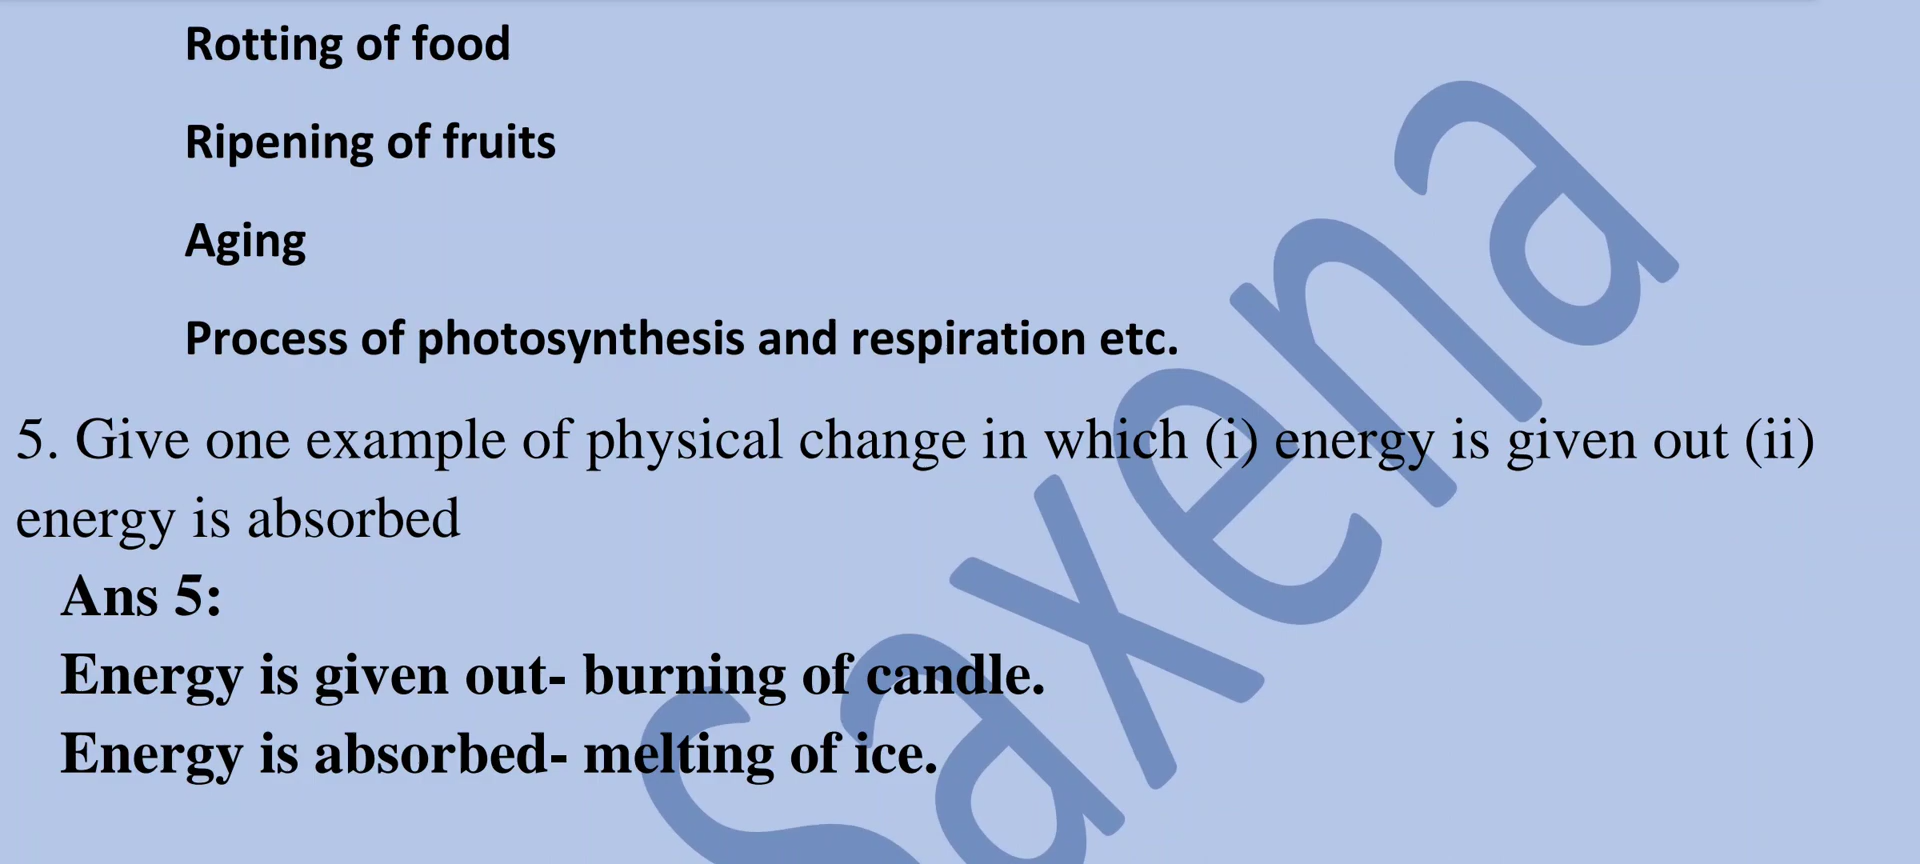 Rotting of food
Ripening of fruits
Aging
Process of photosynthesis and respiration etc.
5. Give one example of physical change in which (i) energy is given out (ii)
energy is absorbed
Ans 5:
Energy is given out- burning of candle.
Energy is absorbed- melting of ice.
Saxena